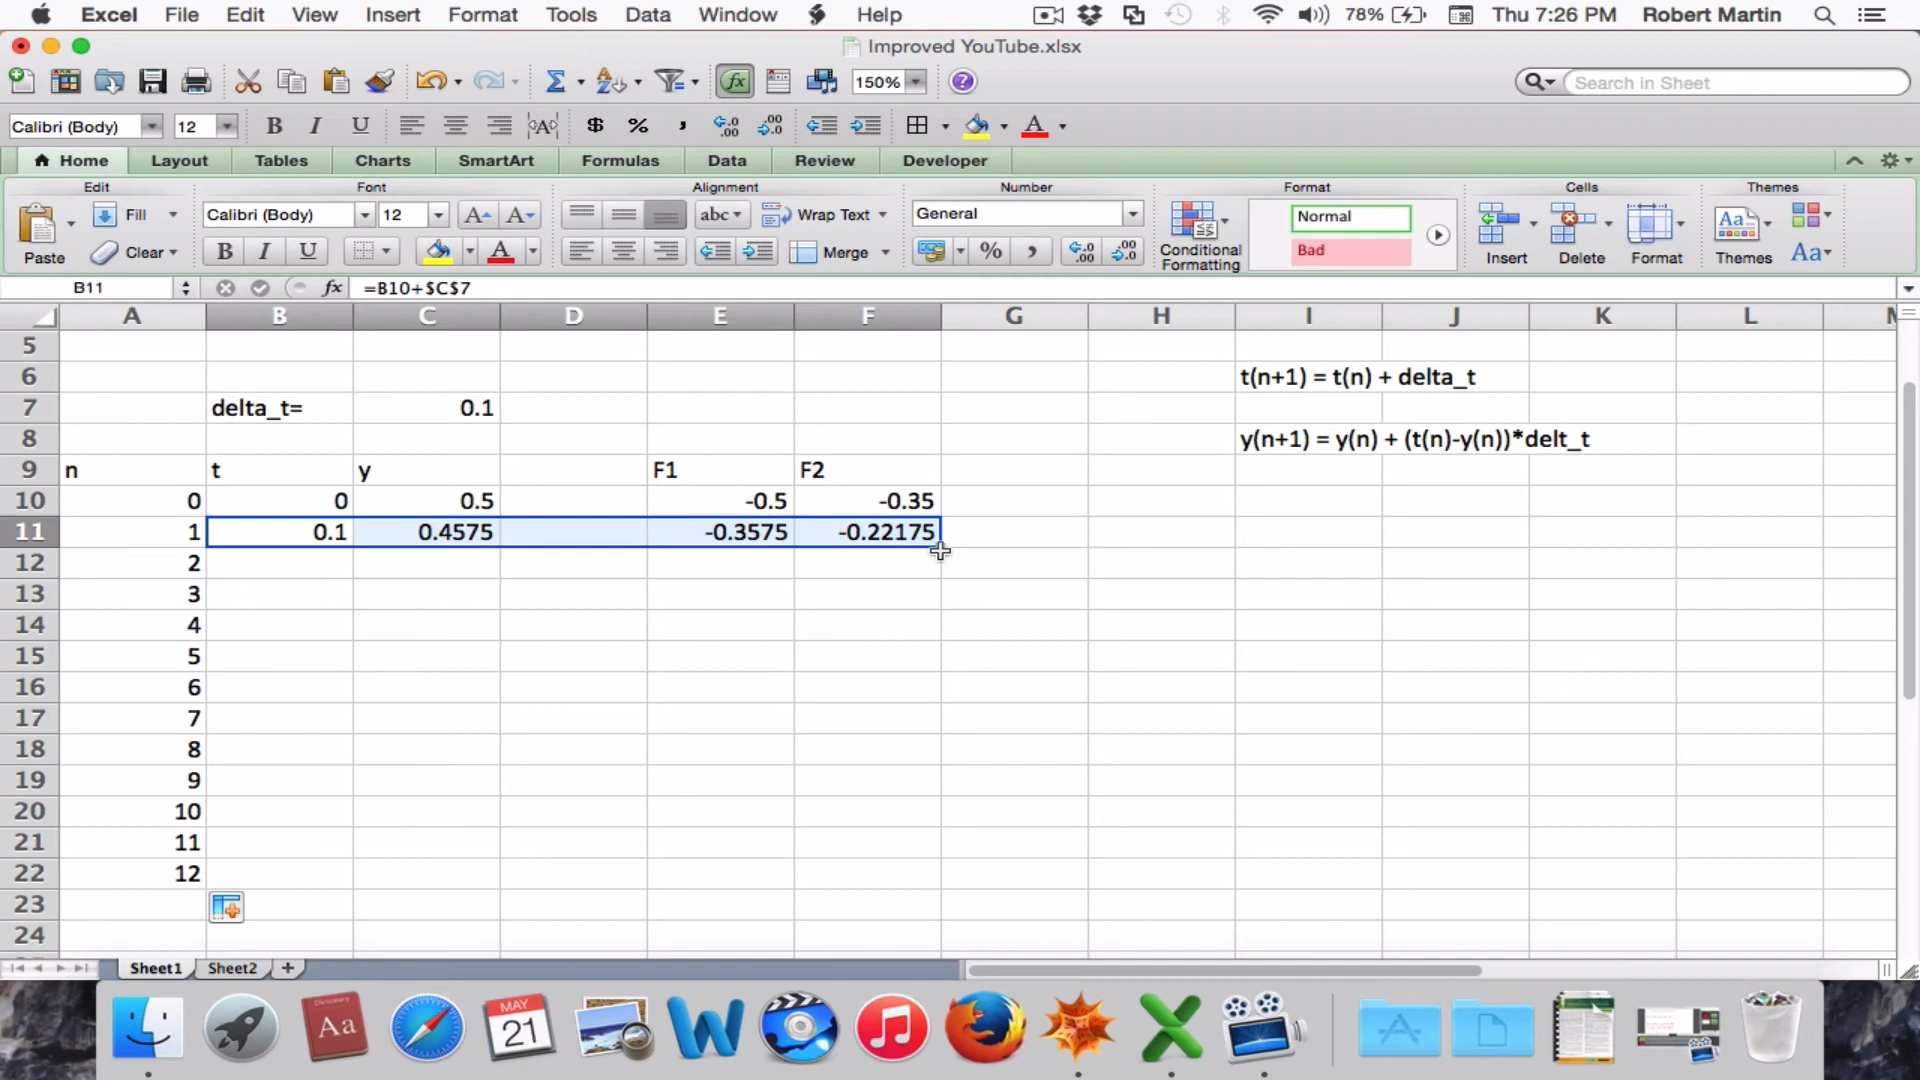 Excel File Edit View Insert Format Tools Data Window Help 78% Thu 7:26 PM Robert Martin
Improved YouTube.xlsx
fx 150% ? Search in Sheet
Calibri (Body) 12 B I U A $ % , A
Home Layout Tables Charts SmartArt Formulas Data Review Developer
Edit Font Alignment Number Format Cells Themes
Paste Fill Clear
Calibri (Body) 12 A A
B I U A
abc Wrap Text
Merge
General
% ,
Conditional Formatting
Normal
Bad
Insert Delete Format
Themes Aa
B11 fx =B10+$C$7
A B C D E F G H I J K L
5
6 t(n+1) = t(n) + delta_t
7 delta_t= 0.1
8 y(n+1) = y(n) + (t(n)-y(n))*delt_t
9 n t y F1 F2
10 0 0 0.5 -0.5 -0.35
11 1 0.1 0.4575 -0.3575 -0.22175
12 2
13 3
14 4
15 5
16 6
17 7
18 8
19 9
20 10
21 11
22 12
23
24
Sheet1 Sheet2 +
Dictionary
Aa
MAY
21